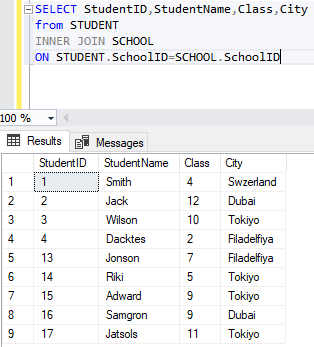 SELECT StudentID,StudentName,Class,City
from STUDENT
INNER JOIN SCHOOL
ON STUDENT.SchoolID=SCHOOL.SchoolID
100 %
Results Messages
StudentID StudentName Class City
1 1 Smith 4 Swzerland
2 2 Jack 12 Dubai
3 3 Wilson 10 Tokiyo
4 4 Dacktes 2 Filadelfiya
5 13 Jonson 7 Filadelfiya
6 14 Riki 5 Tokiyo
7 15 Adward 9 Tokiyo
8 16 Samgron 9 Dubai
9 17 Jatsols 11 Tokiyo